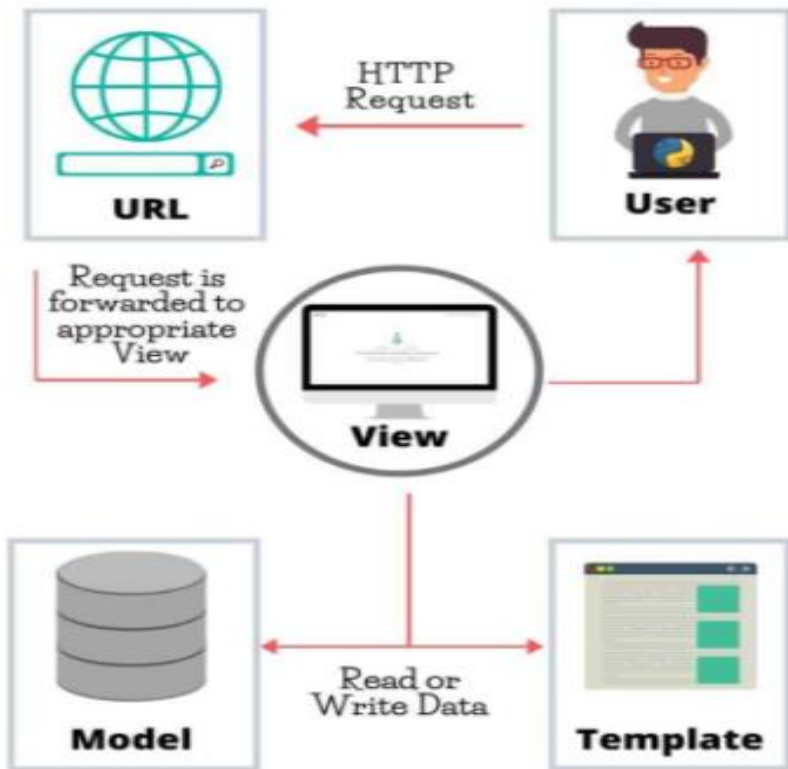 HTTP
Request
URL
User
Request is
forwarded to
appropriate
View
View
Read or
Write Data
Model
Template